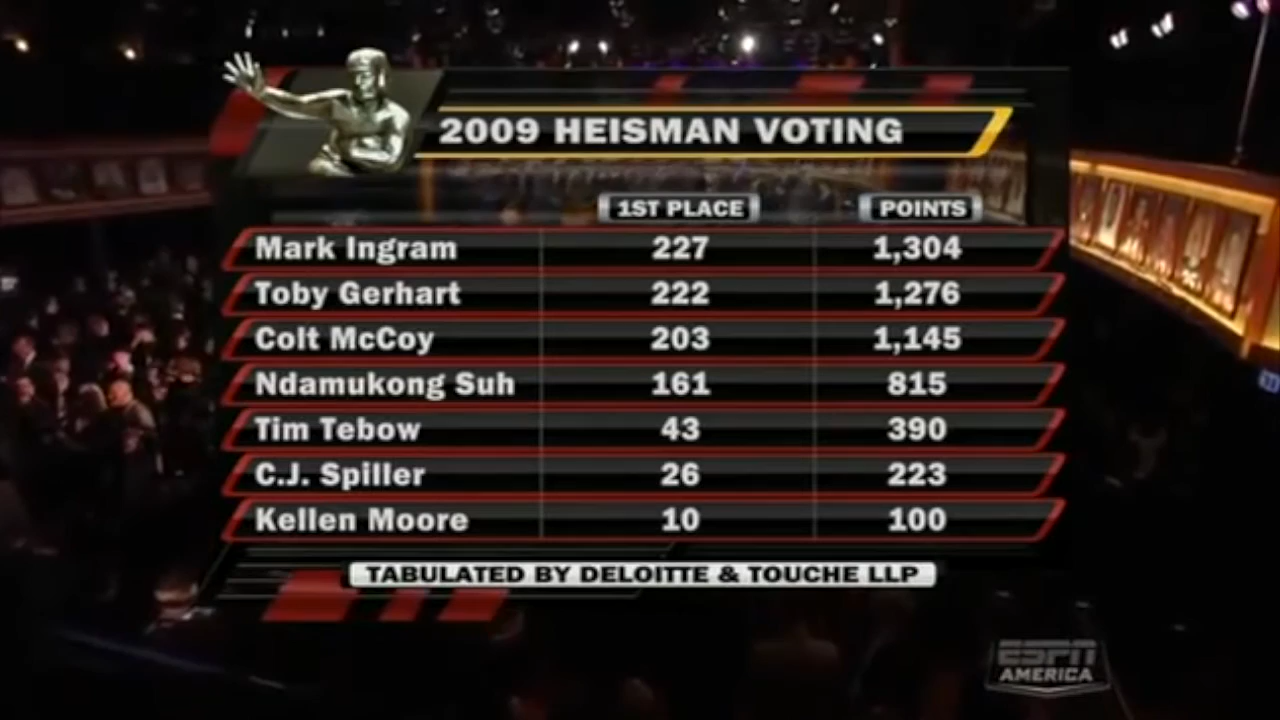 2009 HEISMAN VOTING
1ST PLACE POINTS
Mark Ingram 227 1,304
Toby Gerhart 222 1,276
Colt McCoy 203 1,145
Ndamukong Suh 161 815
Tim Tebow 43 390
C.J. Spiller 26 223
Kellen Moore 10 100
TABULATED BY DELOITTE & TOUCHE LLP
ESPN
AMERICA